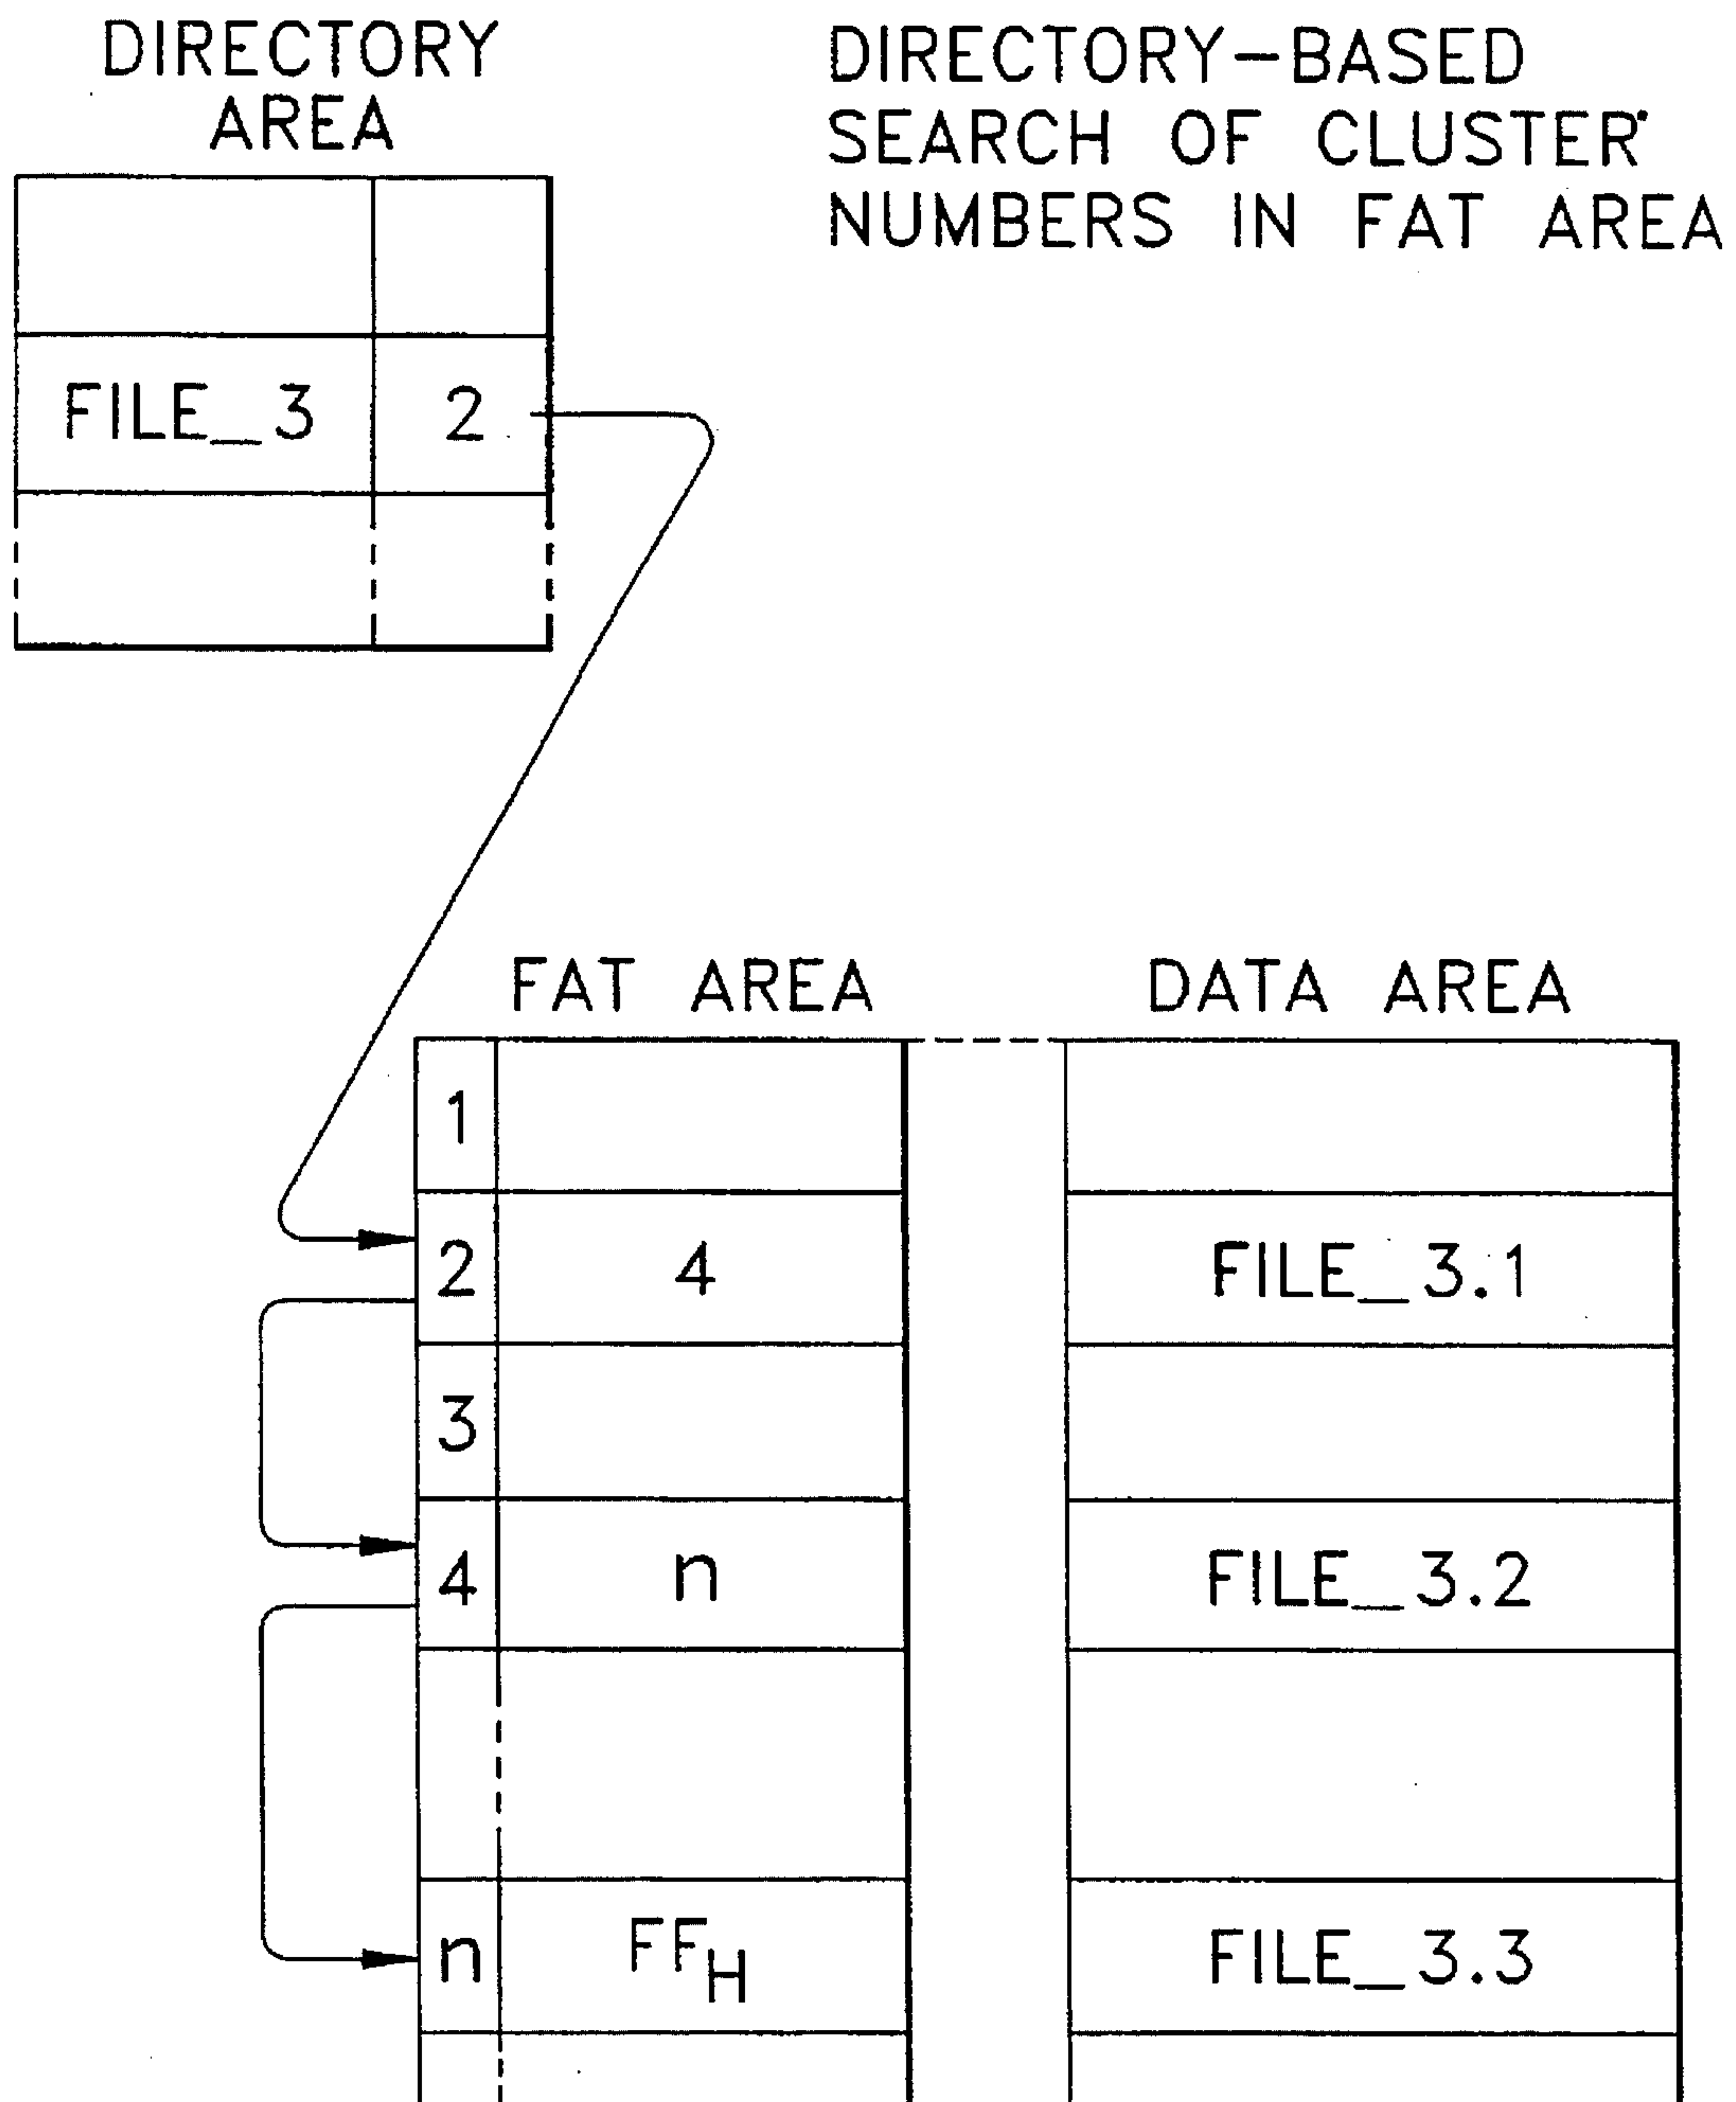 DIRECTORY
AREA
DIRECTORY-BASED
SEARCH OF CLUSTER
NUMBERS IN FAT AREA
FILE_3 2
FAT AREA DATA AREA
1
2 4 FILE_3.1
3
4 n FILE_3.2
n FFH FILE_3.3